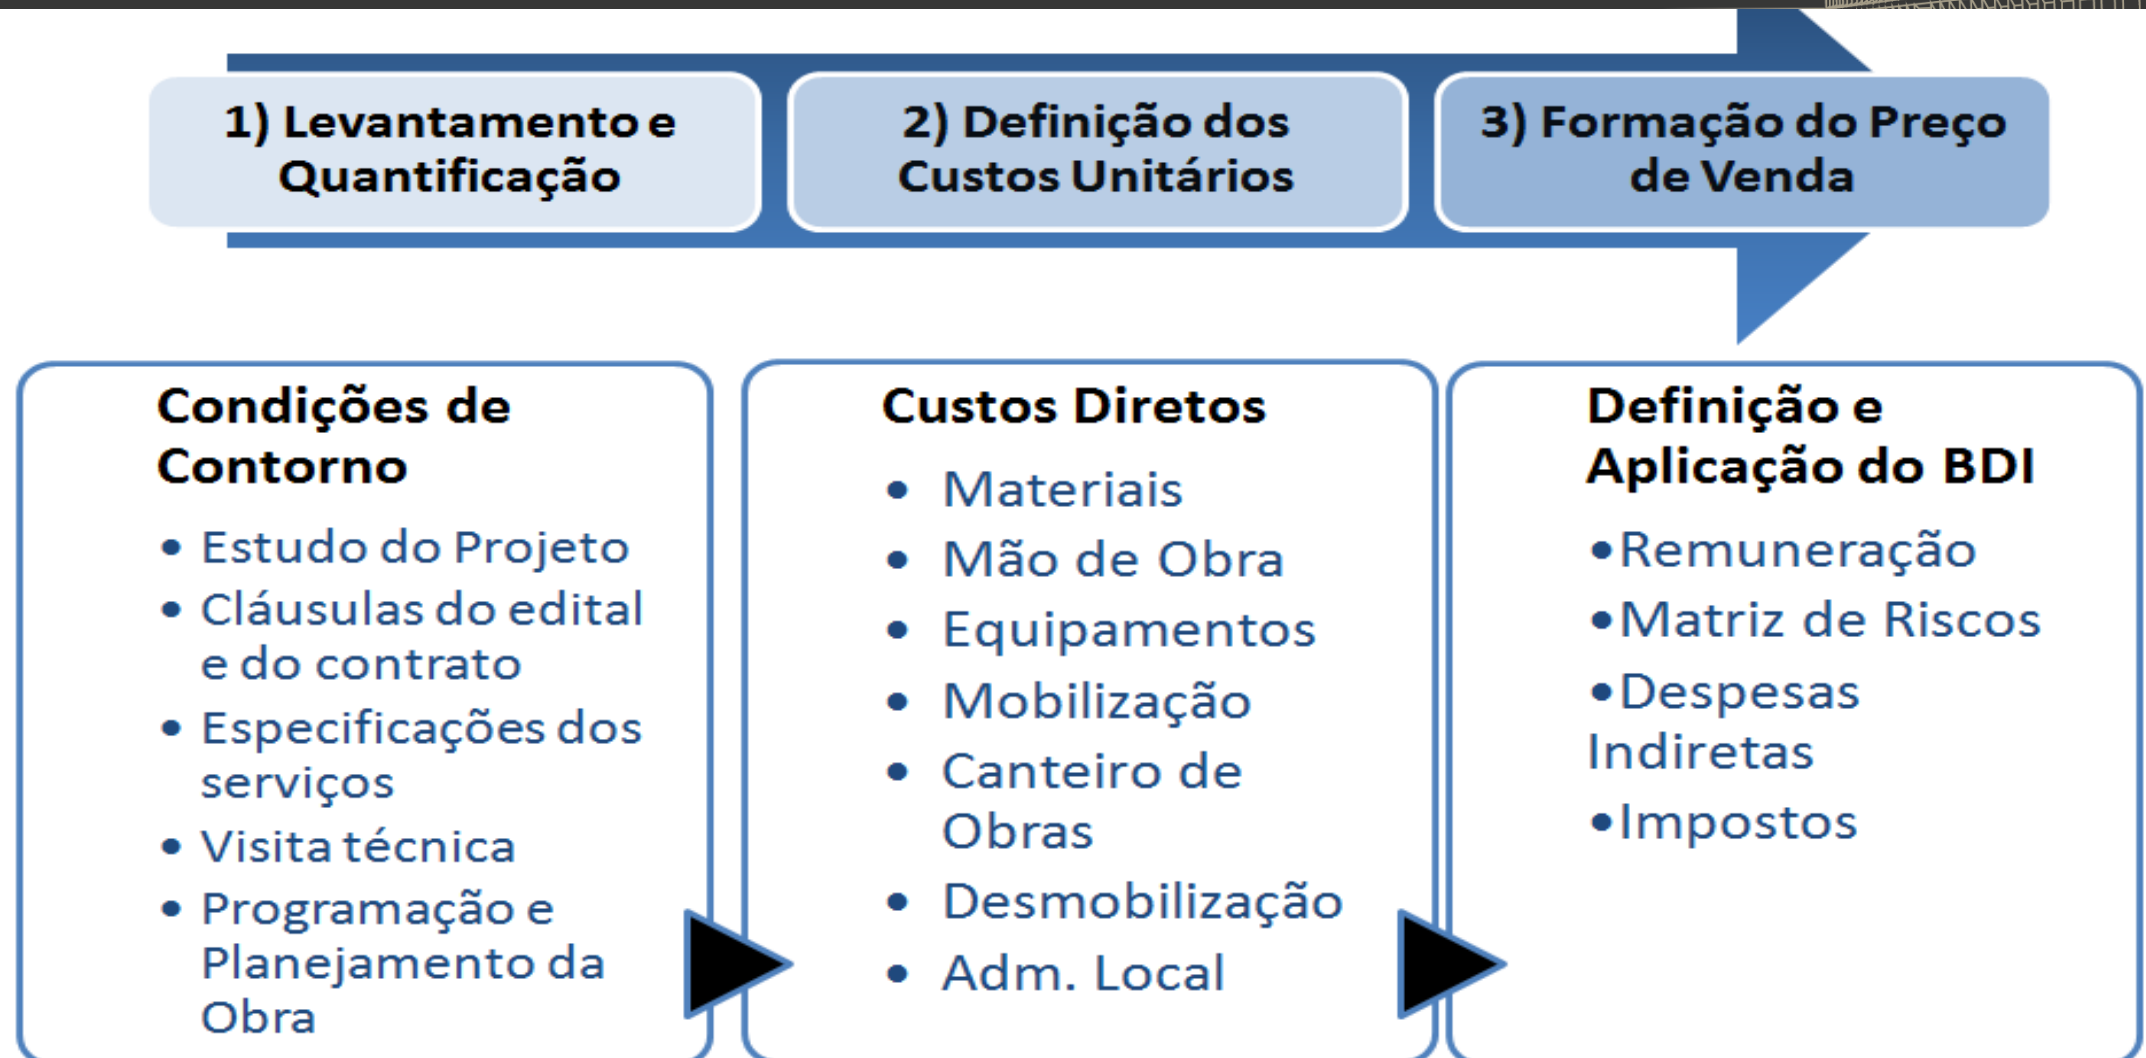 1) Levantamento e
Quantificação
2) Definição dos
Custos Unitários
3) Formação do Preço
de Venda
Condições de
Contorno
• Estudo do Projeto
• Cláusulas do edital
e do contrato
• Especificações dos
serviços
• Visita técnica
• Programação e
Planejamento da
Obra
Custos Diretos
• Materiais
• Mão de Obra
• Equipamentos
• Mobilização
• Canteiro de
Obras
• Desmobilização
• Adm. Local
Definição e
Aplicação do BDI
•Remuneração
•Matriz de Riscos
•Despesas
Indiretas
•Impostos